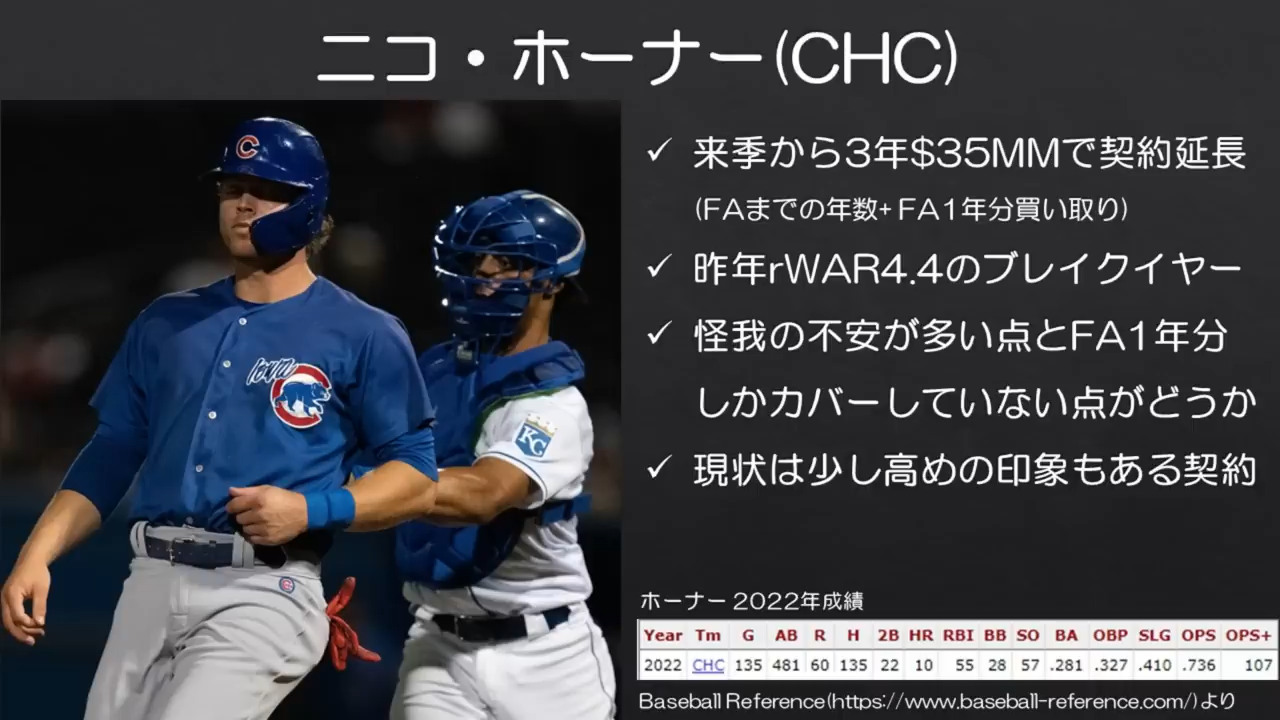 ニコ・ホーナー(CHC)
✓ 来季から3年$35MMで契約延長
(FAまでの年数+FA1年分買い取り)
✓ 昨年rWAR4.4のブレイクイヤー
✓ 怪我の不安が多い点とFA1年分
しかカバーしていない点がどうか
✓ 現状は少し高めの印象もある契約
C
Iowa
KC
ホーナー 2022年成績
Year Tm G AB R H 2B HR RBI BB SO BA OBP SLG OPS OPS+
2022 CHC 135 481 60 135 22 10 55 28 57 .281 .327 .410 .736 107
Baseball Reference(https://www.baseball-reference.com/)より